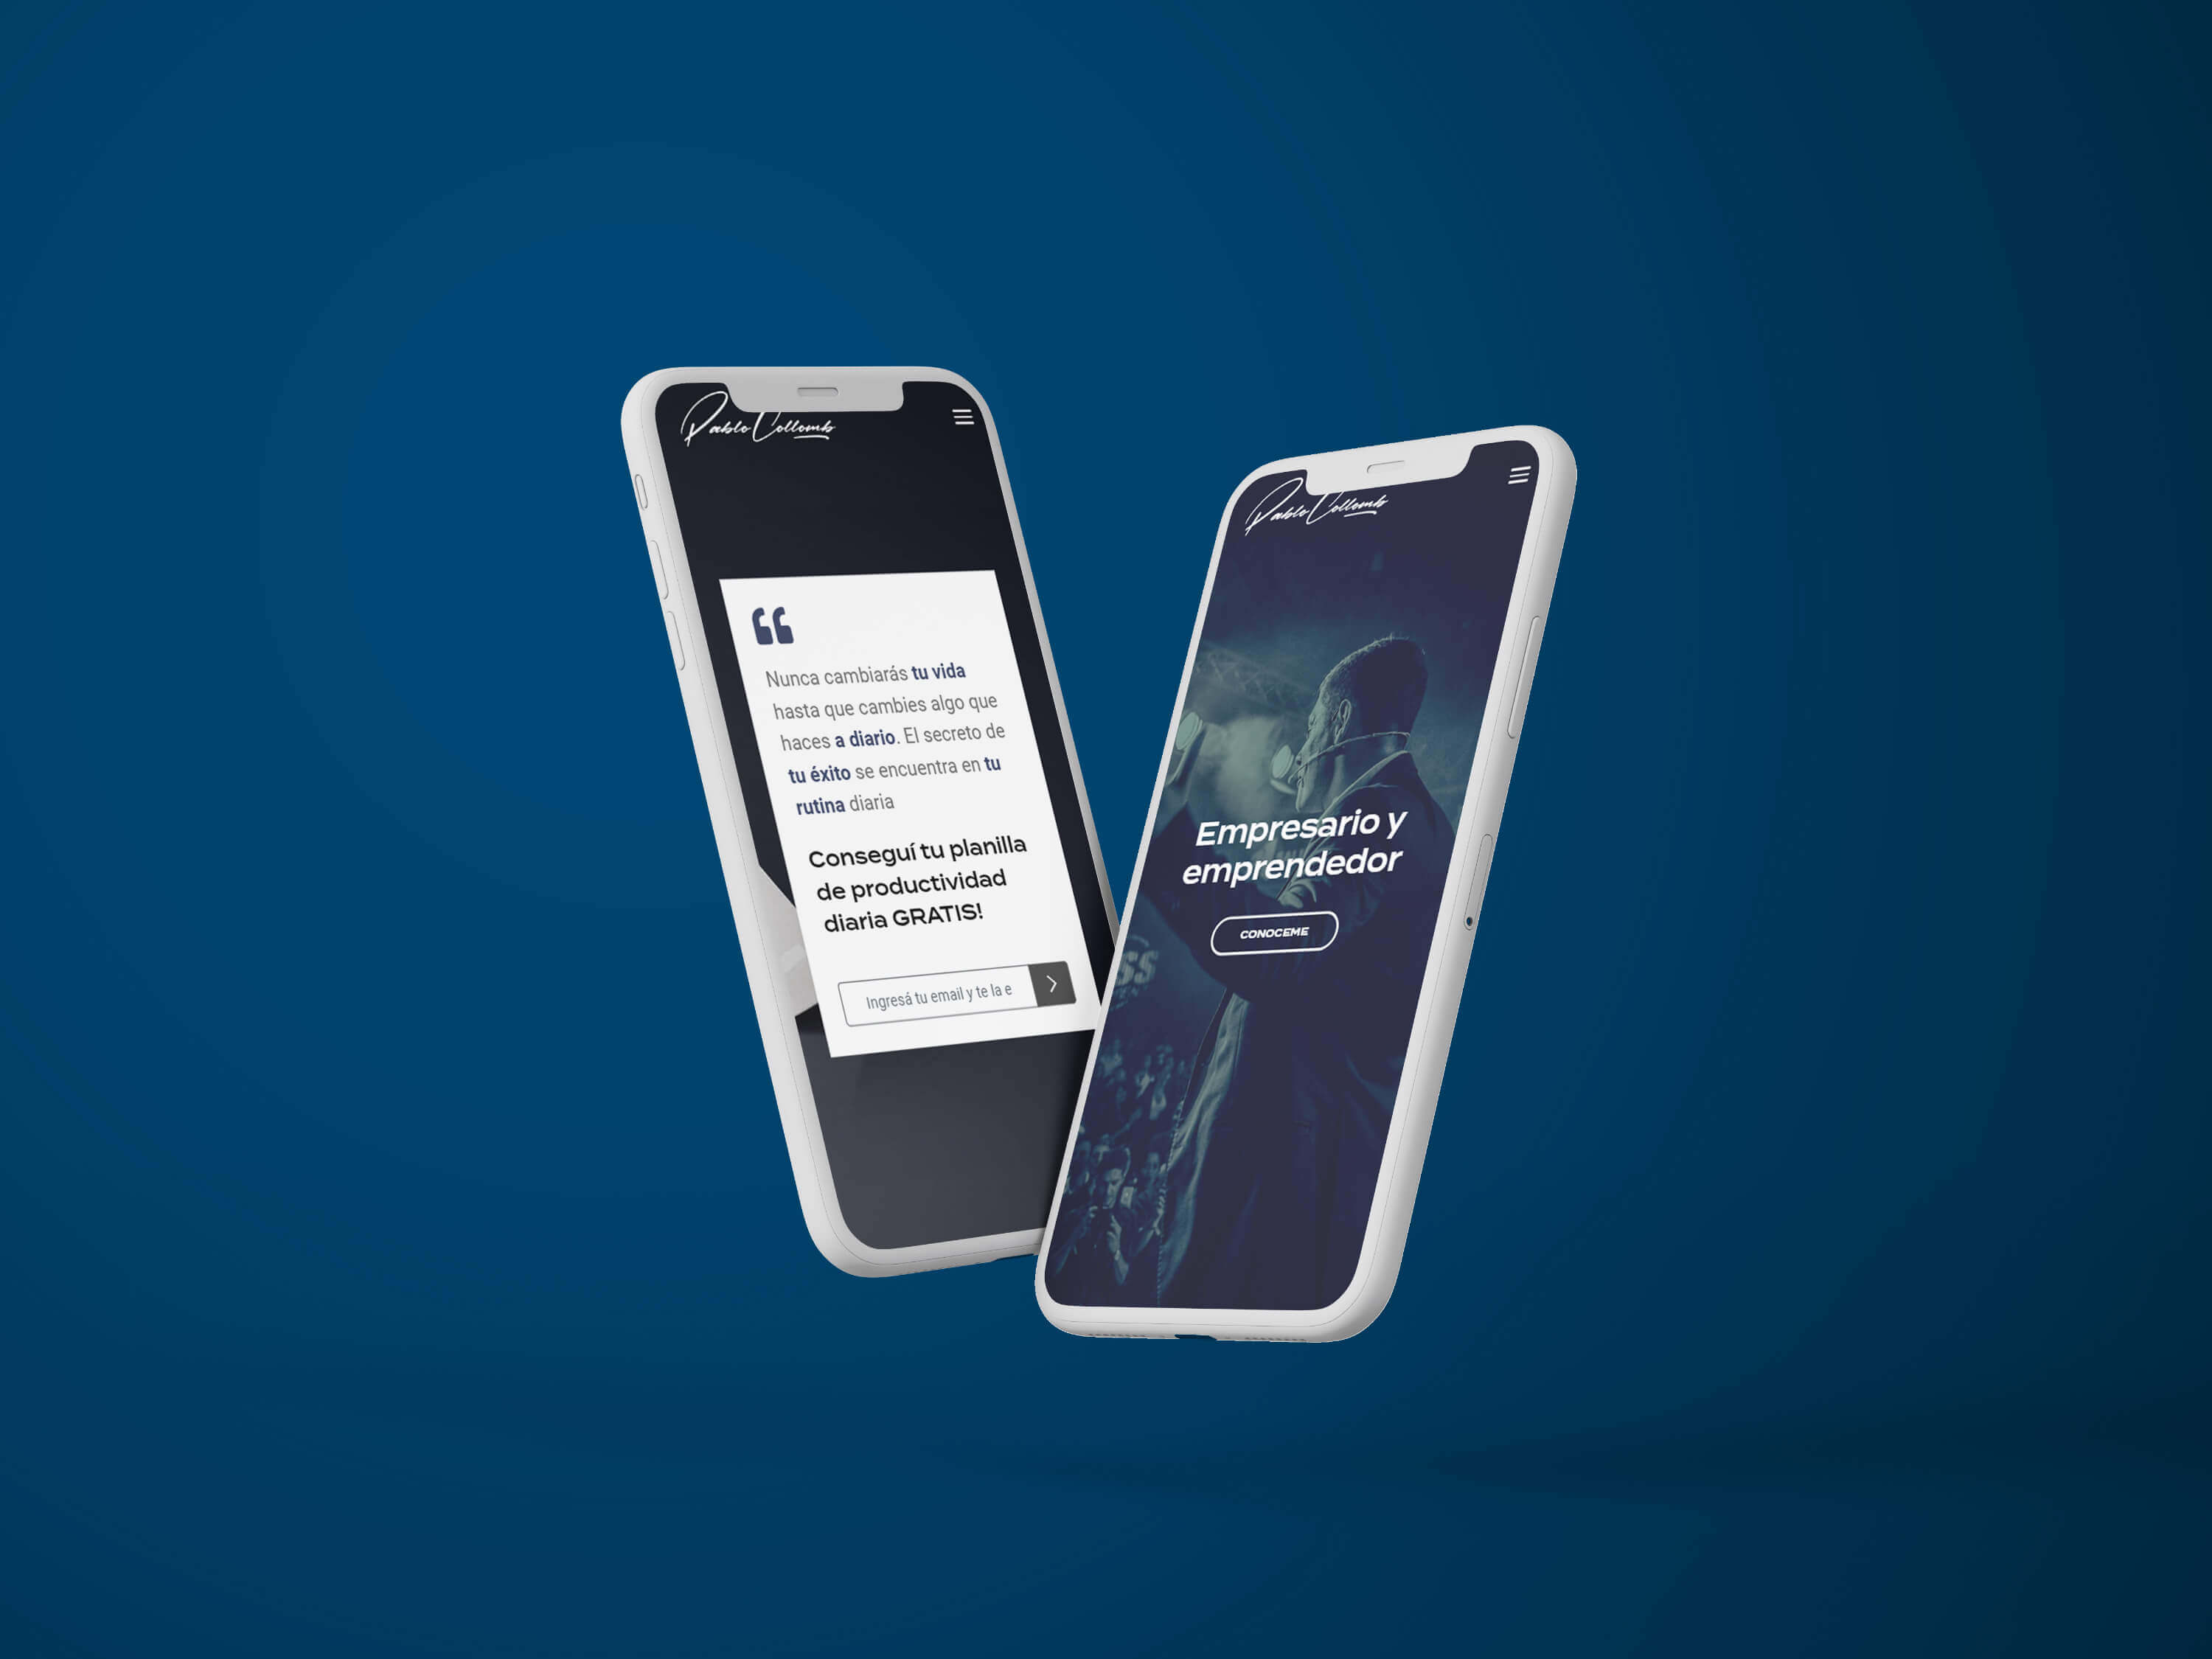 Pablo Collomb
Nunca cambiarás tu vida
hasta que cambies algo que
haces a diario. El secreto de
tu éxito se encuentra en tu
rutina diaria
Conseguí tu planilla
de productividad
diaria GRATIS!
Ingresá tu email y te la e
Pablo Collomb
Empresario y
emprendedor
CONOCEME
SS